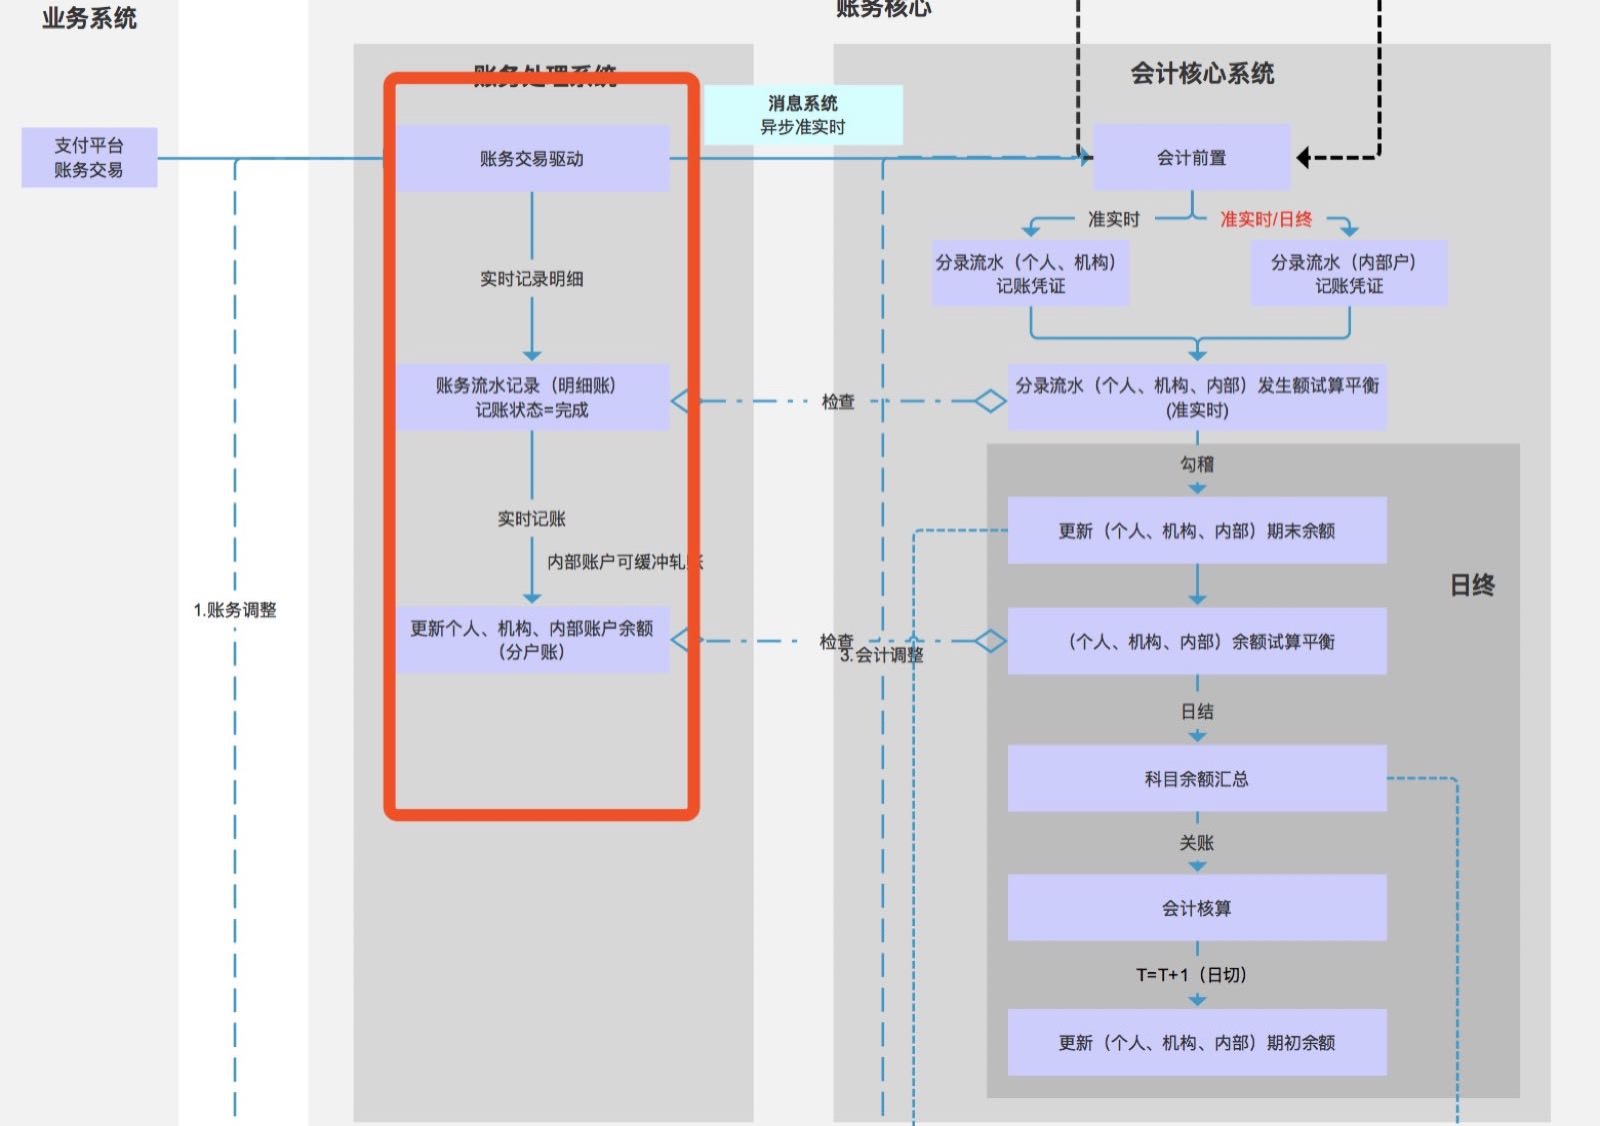 业务系统
账务核心
账务处理系统
会计核心系统
消息系统
异步准实时
支付平台
账务交易
账务交易驱动
会计前置
准实时
准实时/日终
实时记录明细
分录流水（个人、机构）
记账凭证
分录流水（内部户）
记账凭证
账务流水记录（明细账）
记账状态=完成
检查
分录流水（个人、机构、内部）发生额试算平衡
(准实时)
勾稽
实时记账
内部账户可缓冲轧账
更新（个人、机构、内部）期末余额
日终
1.账务调整
更新个人、机构、内部账户余额
（分户账）
检查
3.会计调整
（个人、机构、内部）余额试算平衡
日结
科目余额汇总
关账
会计核算
T=T+1（日切）
更新（个人、机构、内部）期初余额